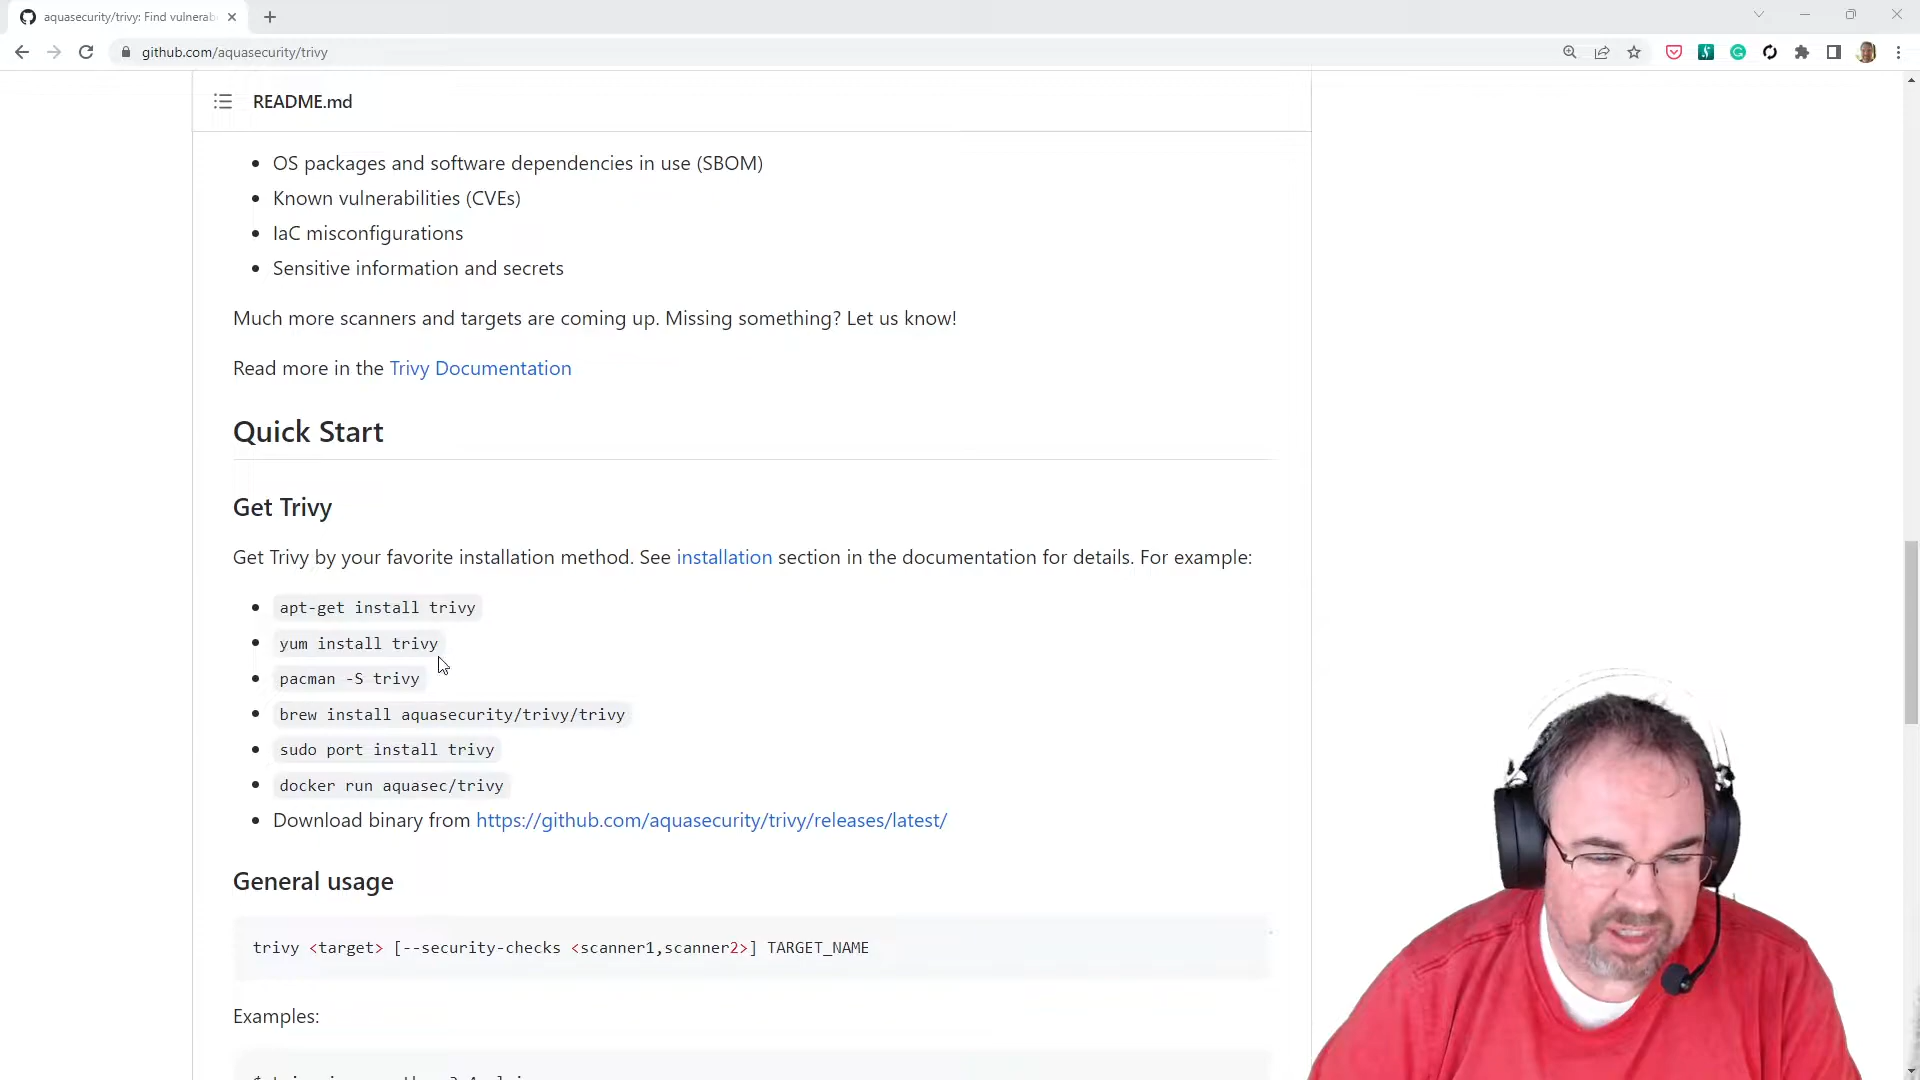 aquasecurity/trivy: Find vulnerab
github.com/aquasecurity/trivy
README.md
OS packages and software dependencies in use (SBOM)
Known vulnerabilities (CVEs)
IaC misconfigurations
Sensitive information and secrets
Much more scanners and targets are coming up. Missing something? Let us know!
Read more in the Trivy Documentation
Quick Start
Get Trivy
Get Trivy by your favorite installation method. See installation section in the documentation for details. For example:
apt-get install trivy
yum install trivy
pacman -S trivy
brew install aquasecurity/trivy/trivy
sudo port install trivy
docker run aquasec/trivy
Download binary from https://github.com/aquasecurity/trivy/releases/latest/
General usage
trivy <target> [--security-checks <scanner1,scanner2>] TARGET_NAME
Examples: